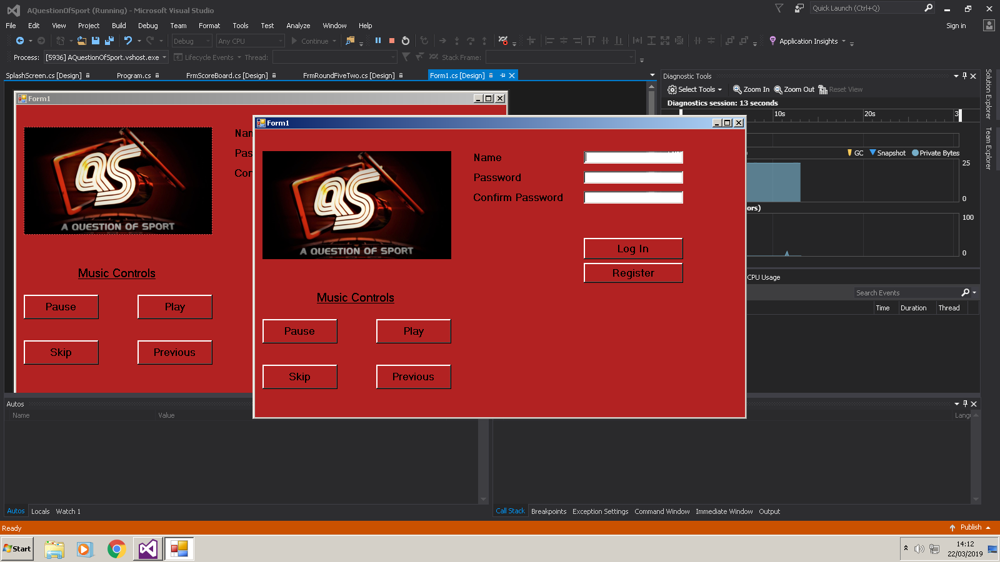 AQuestionOfSport (Running) - Microsoft Visual Studio
Quick Launch (Ctrl+Q)
File Edit View Project Build Debug Team Format Tools Test Analyze Window Help
Sign in
Debug Any CPU Continue Application Insights
Process: [5936] AQuestionOfSport.vshost.exe Lifecycle Events Thread: Stack Frame:
SplashScreen.cs [Design] Program.cs FrmScoreBoard.cs [Design] FrmRoundFiveTwo.cs [Design] Form1.cs [Design]
Form1
QS
A QUESTION OF SPORT
Music Controls
Pause Play
Skip Previous
Form1
QS
A QUESTION OF SPORT
Name
Password
Confirm Password
Log In
Register
Music Controls
Pause Play
Skip Previous
Diagnostic Tools
Select Tools Zoom In Zoom Out Reset View
Diagnostics session: 13 seconds
10s 20s
GC Snapshot Private Bytes
25
0
100
0
CPU Usage
Search Events
Time Duration Thread
Solution Explorer
Team Explorer
Autos
Name Value
Autos Locals Watch 1
Call Stack Breakpoints Exception Settings Command Window Immediate Window Output
Ready
Publish
Start
14:12
22/03/2019